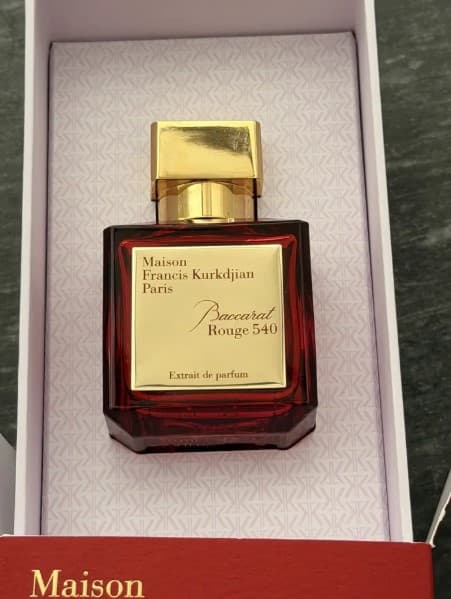 Maison
Francis Kurkdjian
Paris
Baccarat
Rouge 540
Extrait de parfum
Maison